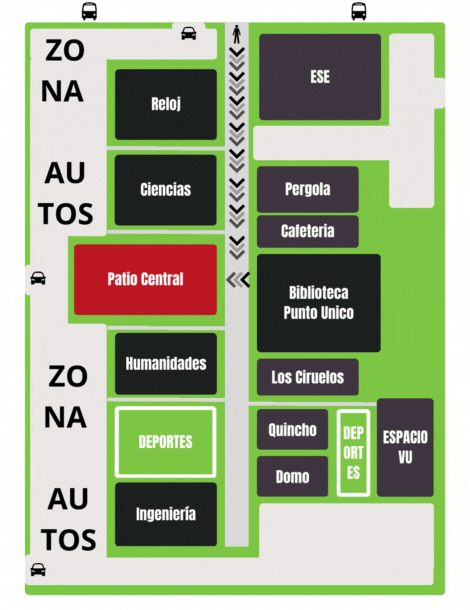 ZO
NA
AU
TOS
Reloj
ESE
Ciencias
Pergola
Cafeteria
Patio Central
Biblioteca
Punto Unico
Humanidades
Los Ciruelos
ZO
NA
AU
TOS
DEPORTES
Quincho
Domo
DEP
ORT
ES
ESPACIO
VU
Ingeniería